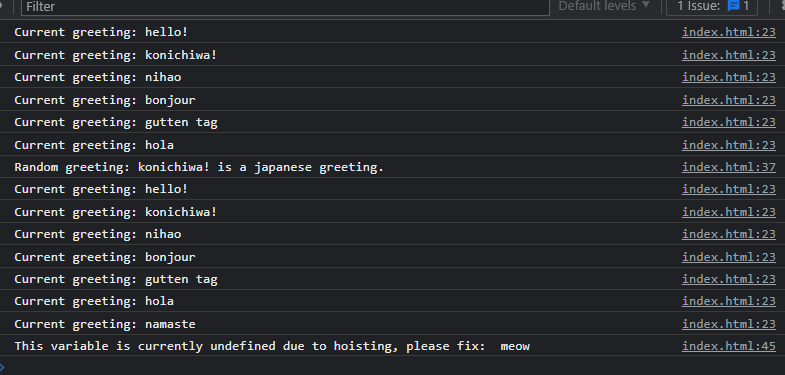 Filter Default levels ▼ 1 Issue: 1
Current greeting: hello! index.html:23
Current greeting: konichiwa! index.html:23
Current greeting: nihao index.html:23
Current greeting: bonjour index.html:23
Current greeting: gutten tag index.html:23
Current greeting: hola index.html:23
Random greeting: konichiwa! is a japanese greeting. index.html:37
Current greeting: hello! index.html:23
Current greeting: konichiwa! index.html:23
Current greeting: nihao index.html:23
Current greeting: bonjour index.html:23
Current greeting: gutten tag index.html:23
Current greeting: hola index.html:23
Current greeting: namaste index.html:23
This variable is currently undefined due to hoisting, please fix:  meow index.html:45